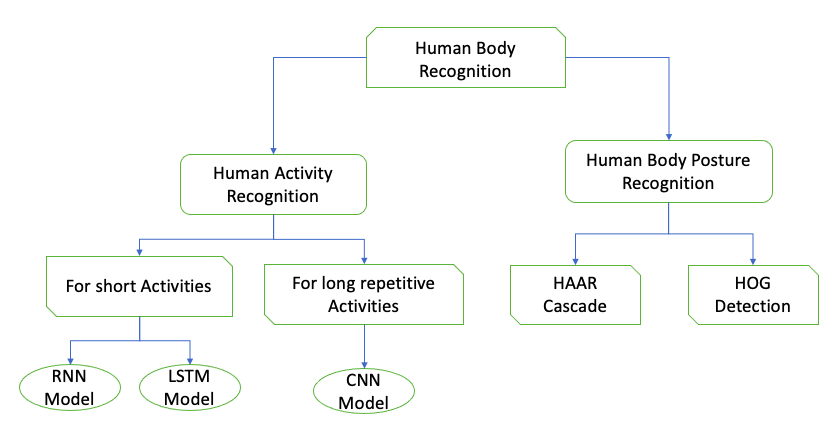 Human Body
Recognition
Human Activity
Recognition
Human Body Posture
Recognition
For short Activities
For long repetitive
Activities
HAAR
Cascade
HOG
Detection
RNN
Model
LSTM
Model
CNN
Model